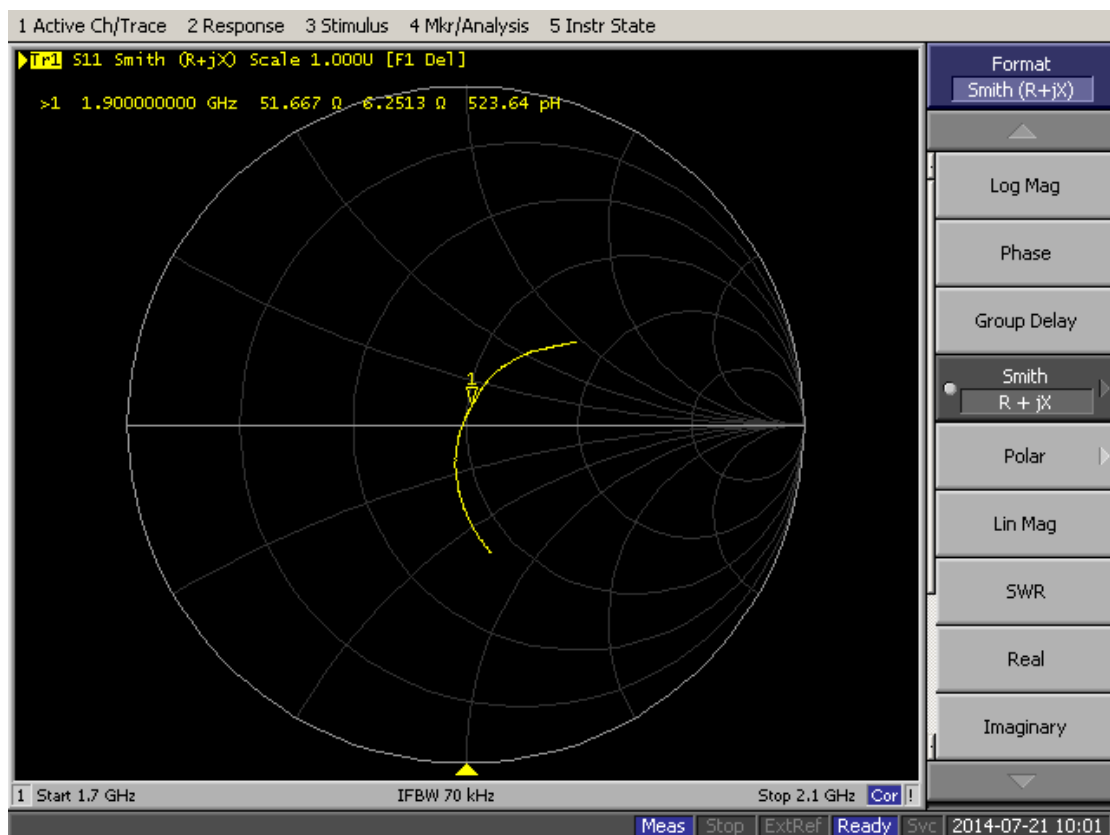 1 Active Ch/Trace 2 Response 3 Stimulus 4 Mkr/Analysis 5 Instr State
Tr1 S11 Smith (R+jX) Scale 1.000U [F1 Del]
>1 1.900000000 GHz 51.667 Ω 6.2513 Ω 523.64 pH
1
Format
Smith (R+jX)
Log Mag
Phase
Group Delay
Smith
R + jX
Polar
Lin Mag
SWR
Real
Imaginary
1 Start 1.7 GHz IFBW 70 kHz Stop 2.1 GHz Cor !
Meas Stop ExtRef Ready Svc 2014-07-21 10:01